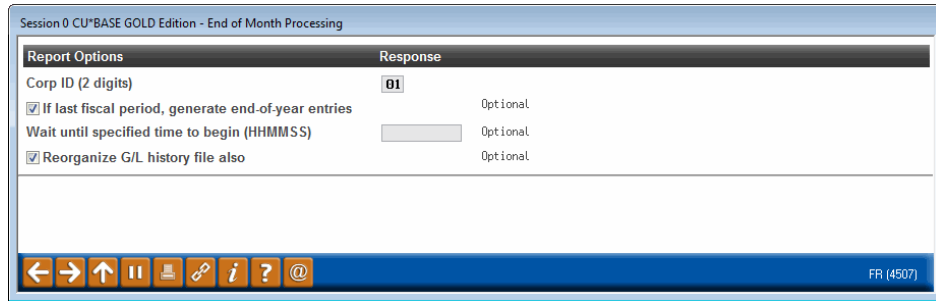 Session 0 CU*BASE GOLD Edition - End of Month Processing
Report Options Response
Corp ID (2 digits) 01
If last fiscal period, generate end-of-year entries Optional
Wait until specified time to begin (HHMMSS) Optional
Reorganize G/L history file also Optional
i ? @ FR (4507)